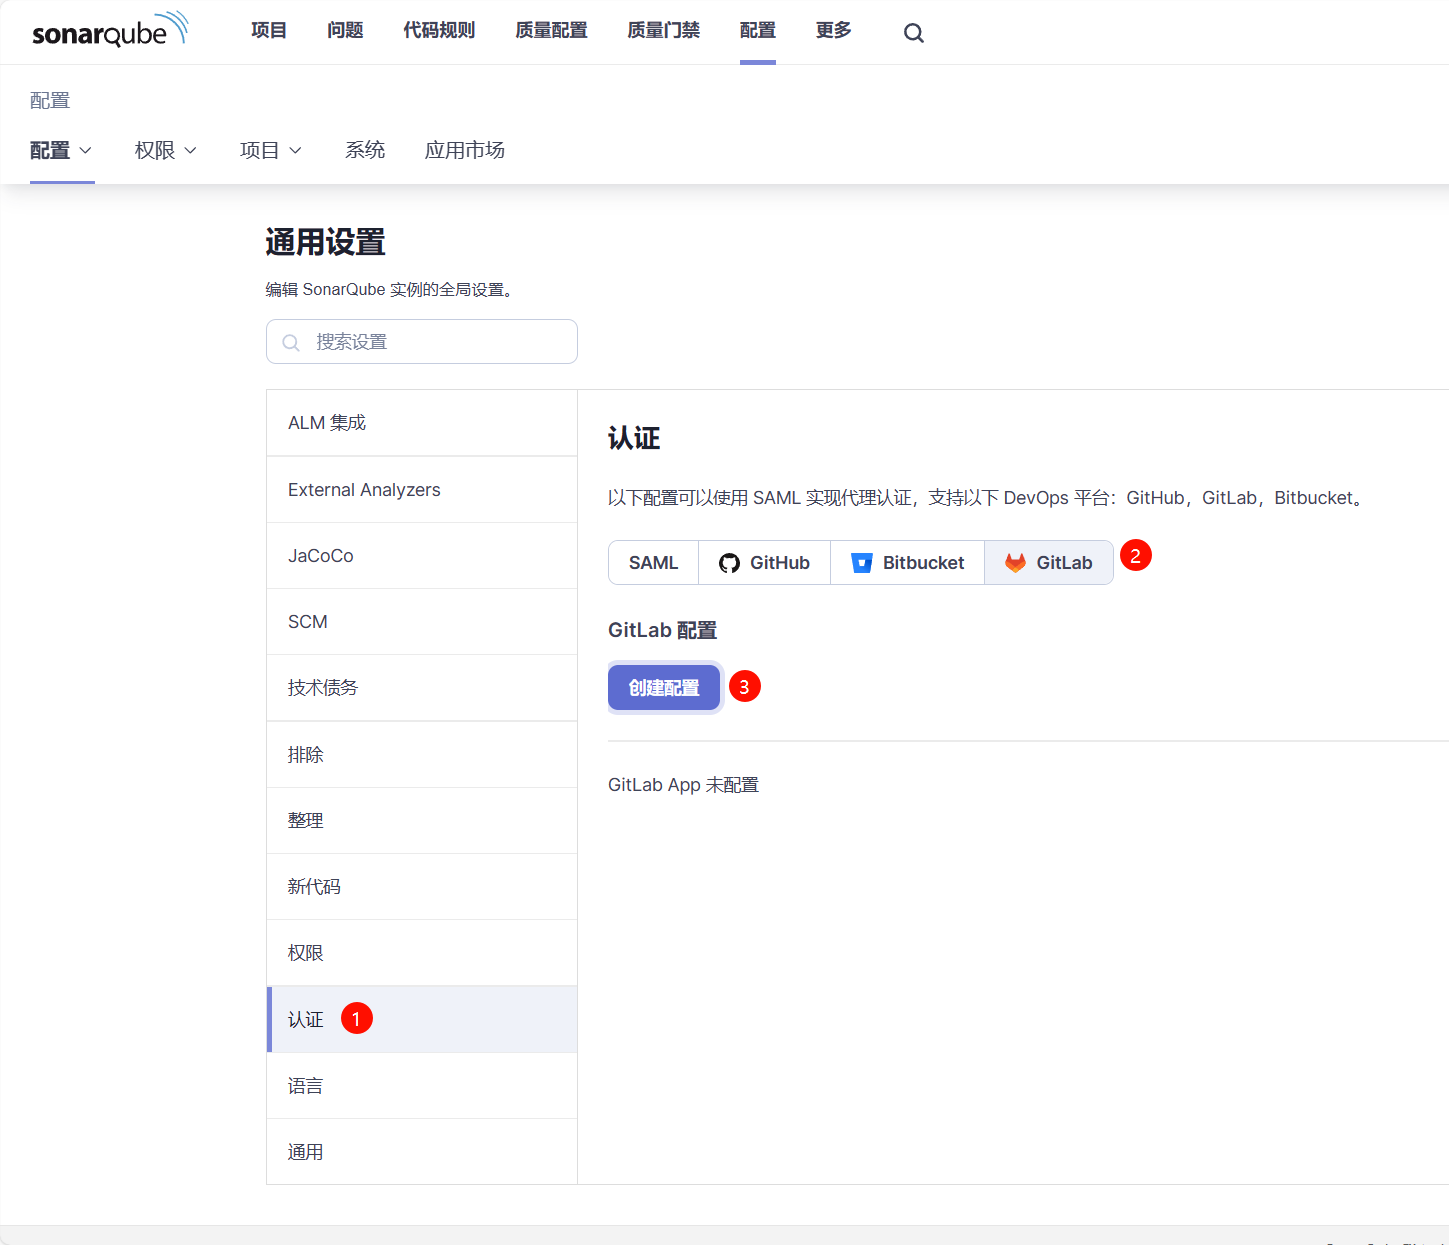 sonarqube
项目 问题 代码规则 质量配置 质量门禁 配置 更多
配置
配置 权限 项目 系统 应用市场
通用设置
编辑 SonarQube 实例的全局设置。
搜索设置
ALM 集成
External Analyzers
JaCoCo
SCM
技术债务
排除
整理
新代码
权限
认证 1
语言
通用
认证
以下配置可以使用 SAML 实现代理认证，支持以下 DevOps 平台：GitHub，GitLab，Bitbucket。
SAML GitHub Bitbucket GitLab 2
GitLab 配置
创建配置 3
GitLab App 未配置